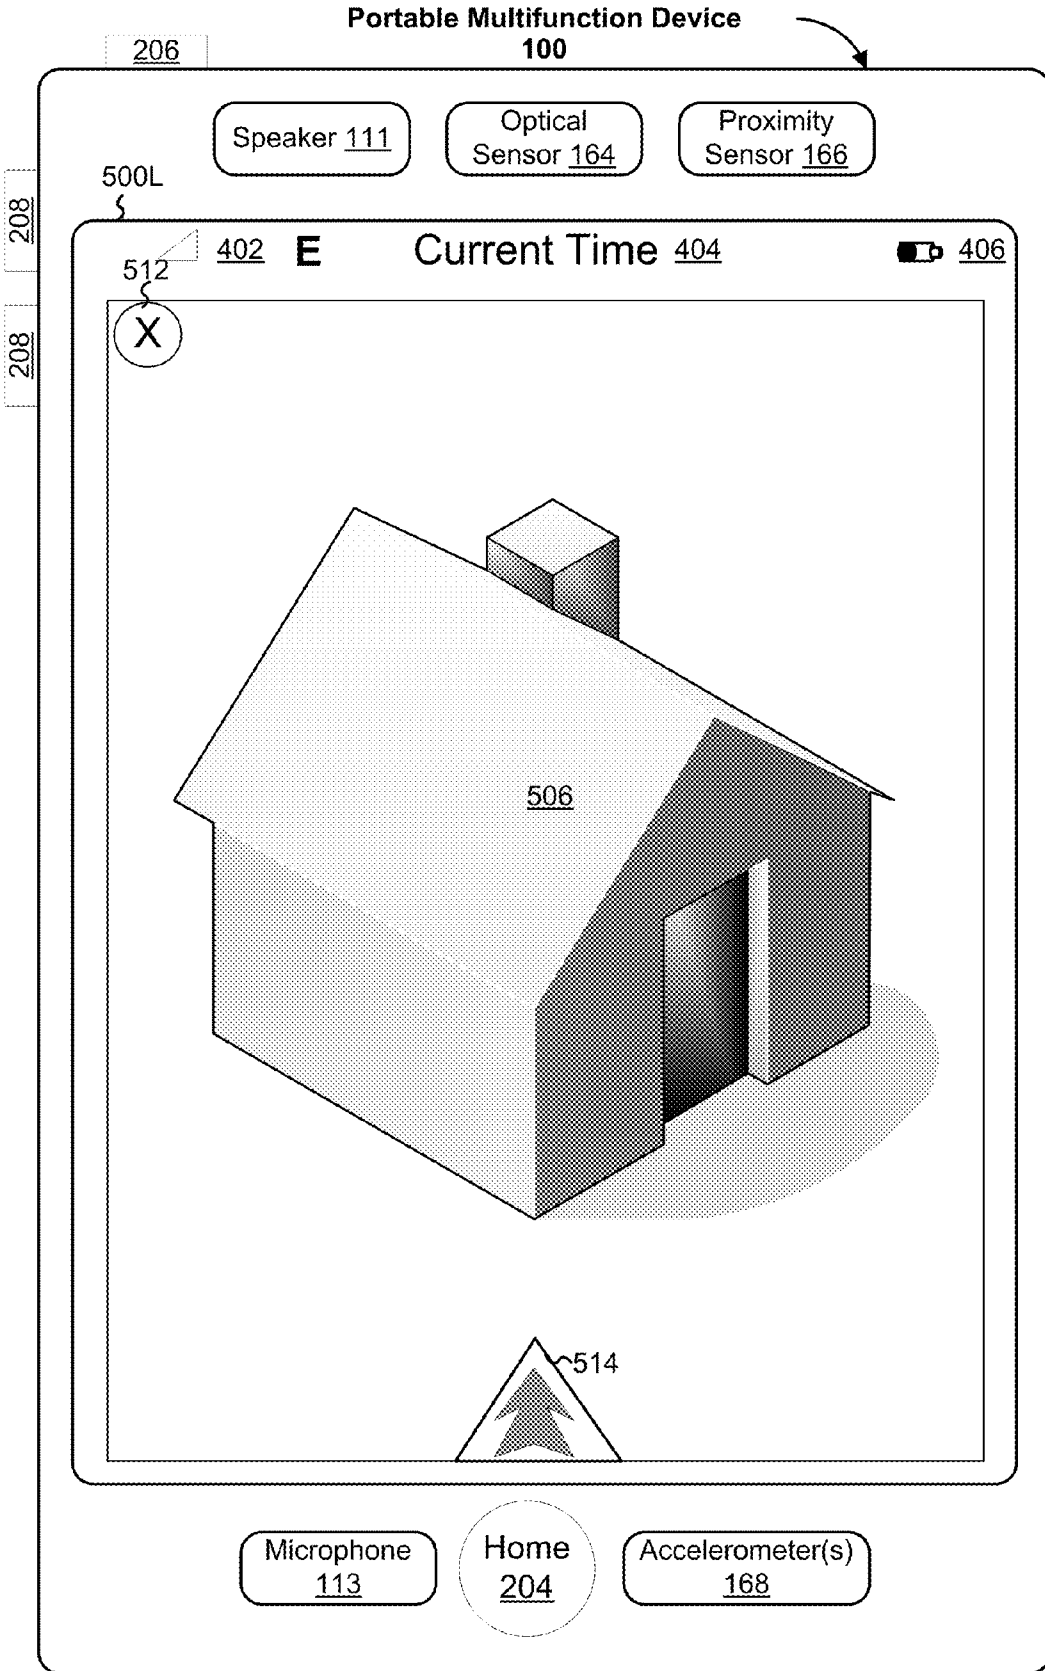 Portable Multifunction Device
100
206
Speaker 111
Optical
Sensor 164
Proximity
Sensor 166
500L
208
402 E Current Time 404 406
512
X
208
506
514
Microphone
113
Home
204
Accelerometer(s)
168